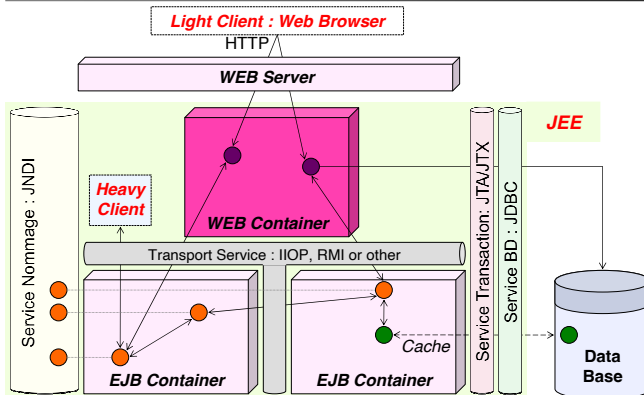 Light Client : Web Browser
HTTP
WEB Server
JEE
Service Nommage : JNDI
Heavy
Client
WEB Container
Transport Service : IIOP, RMI or other
Service Transaction: JTA/JTX
Service BD : JDBC
Cache
Data
Base
EJB Container
EJB Container